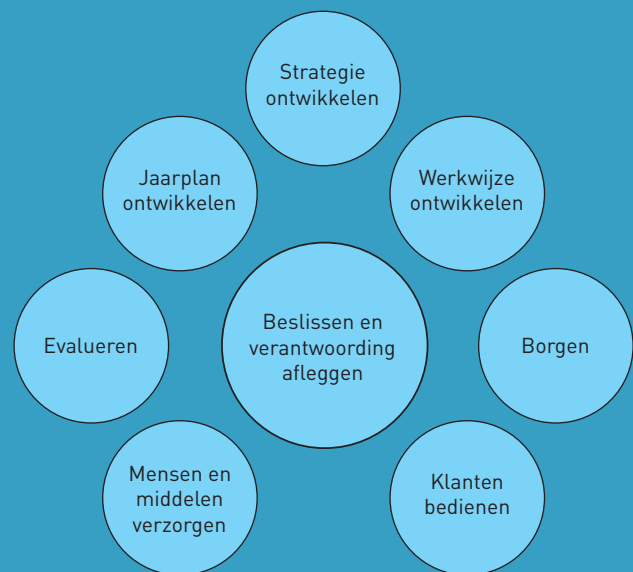 Strategie
ontwikkelen
Jaarplan
ontwikkelen
Werkwijze
ontwikkelen
Evalueren
Beslissen en
verantwoording
afleggen
Borgen
Mensen en
middelen
verzorgen
Klanten
bedienen